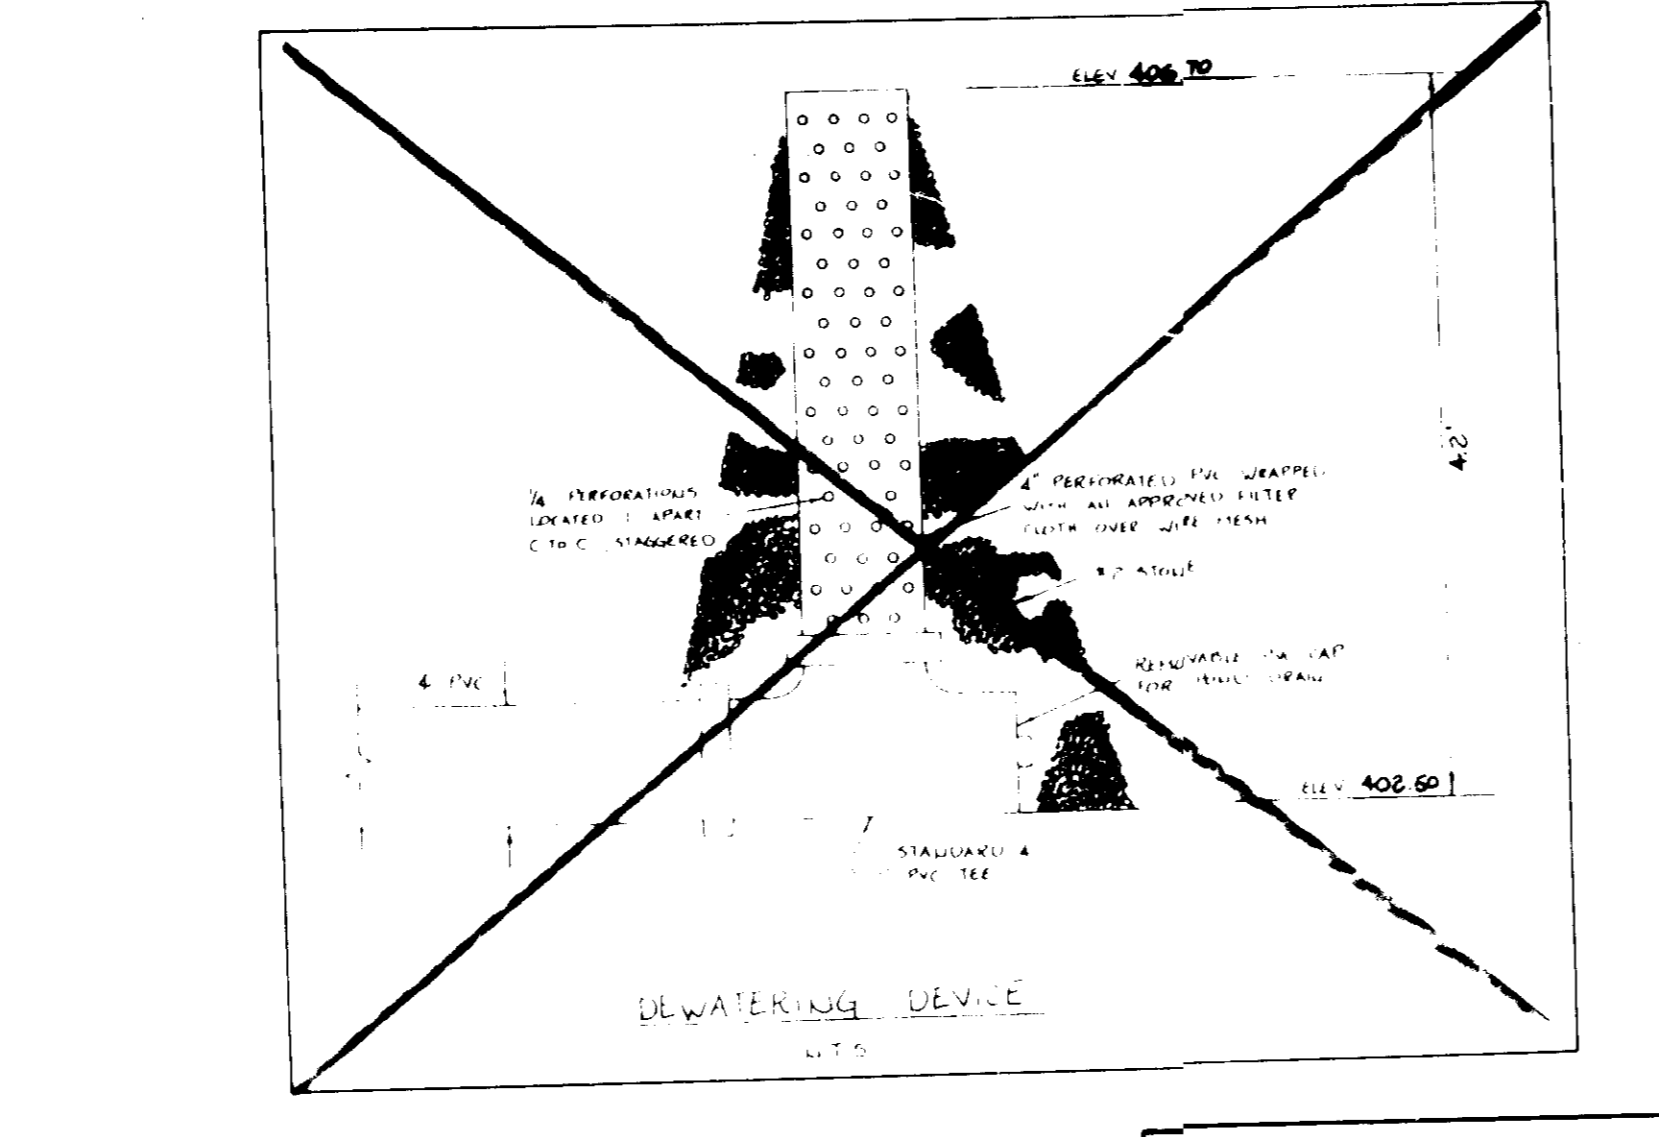 ELEV 406.70
4.2'
1/4 PERFORATIONS
LOCATED 1 APART
C TO C STAGGERED
4" PERFORATED PVC WRAPPED
WITH AN APPROVED FILTER
CLOTH OVER WIRE MESH
#2 STONE
4 PVC
REMOVABLE CAP
FOR DRAIN
ELEV 402.50
STANDARD 4
PVC TEE
DEWATERING DEVICE
N T S